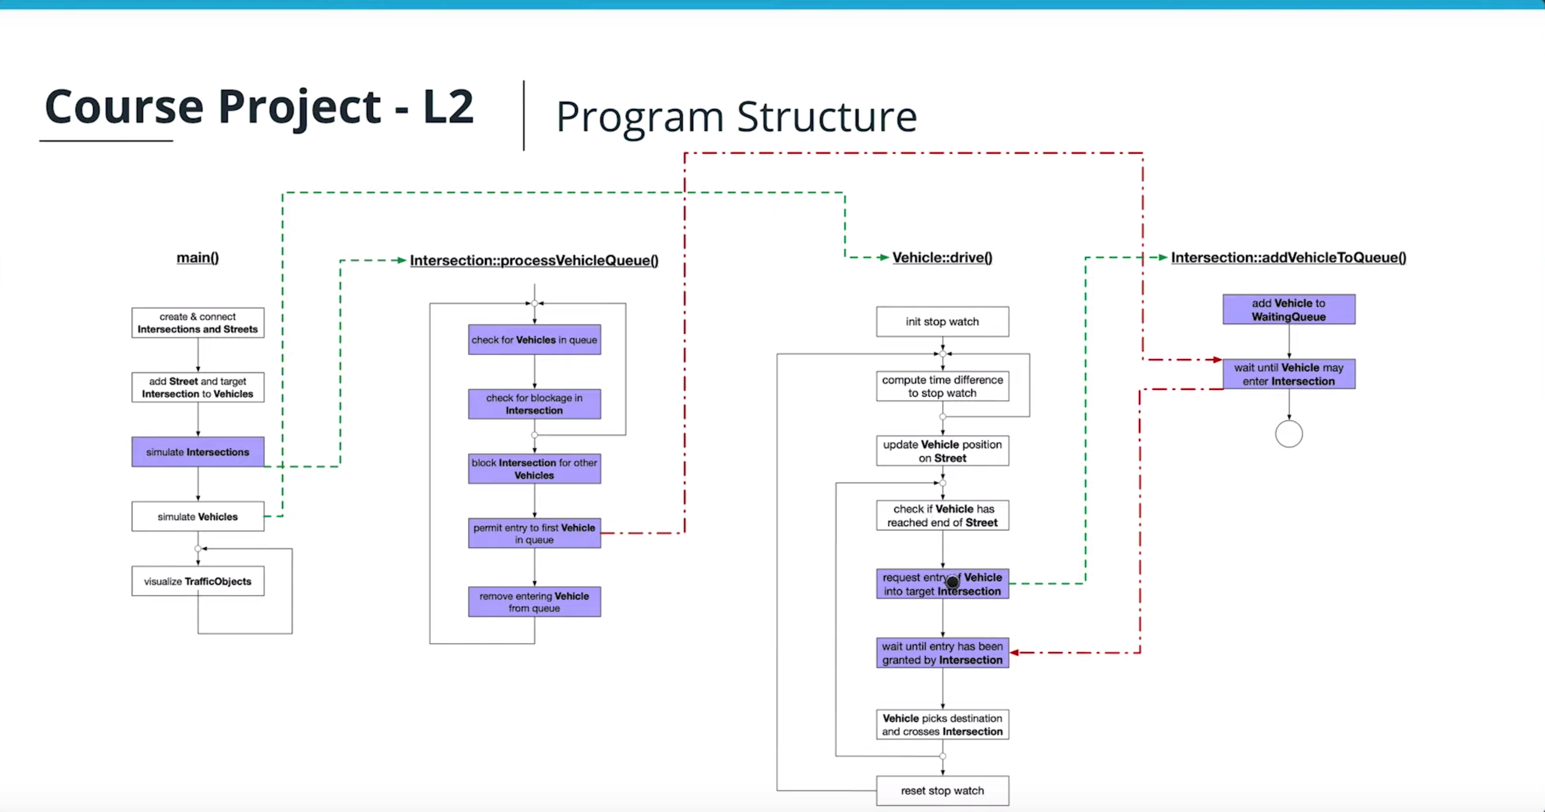 Course Project - L2
Program Structure
main()
create & connect
Intersections and Streets
add Street and target
Intersection to Vehicles
simulate Intersections
simulate Vehicles
visualize TrafficObjects
Intersection::processVehicleQueue()
check for Vehicles in queue
check for blockage in
Intersection
block Intersection for other
Vehicles
permit entry to first Vehicle
in queue
remove entering Vehicle
from queue
Vehicle::drive()
init stop watch
compute time difference
to stop watch
update Vehicle position
on Street
check if Vehicle has
reached end of Street
request entry of Vehicle
into target Intersection
wait until entry has been
granted by Intersection
Vehicle picks destination
and crosses Intersection
reset stop watch
Intersection::addVehicleToQueue()
add Vehicle to
WaitingQueue
wait until Vehicle may
enter Intersection